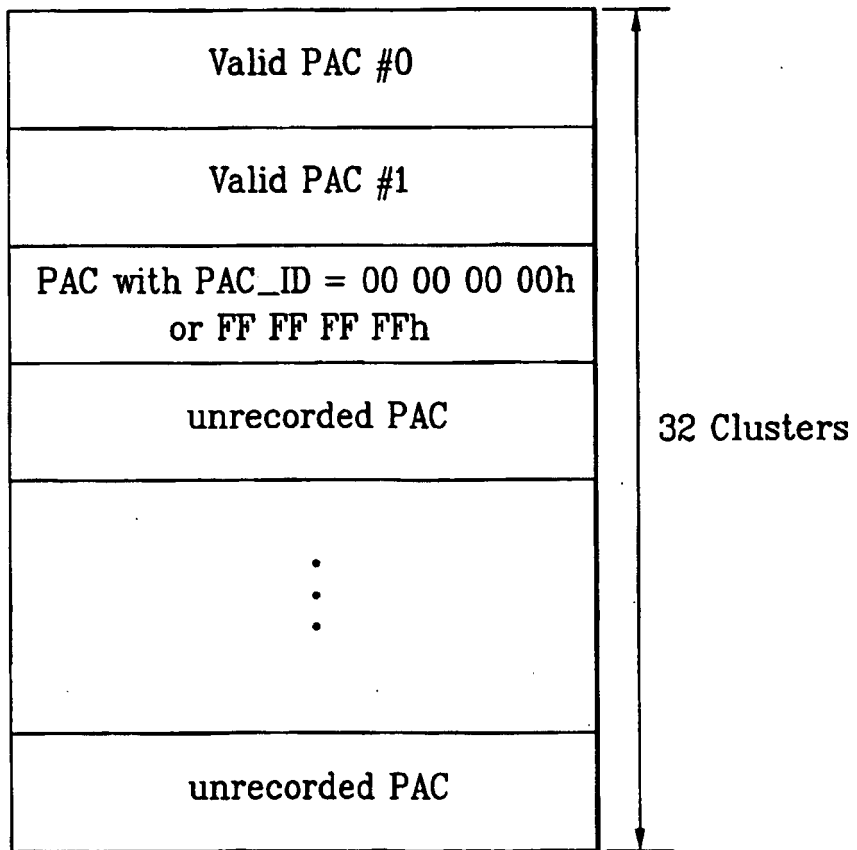 Valid PAC #0
Valid PAC #1
PAC with PAC_ID = 00 00 00 00h
or FF FF FF FFh
unrecorded PAC
32 Clusters
unrecorded PAC